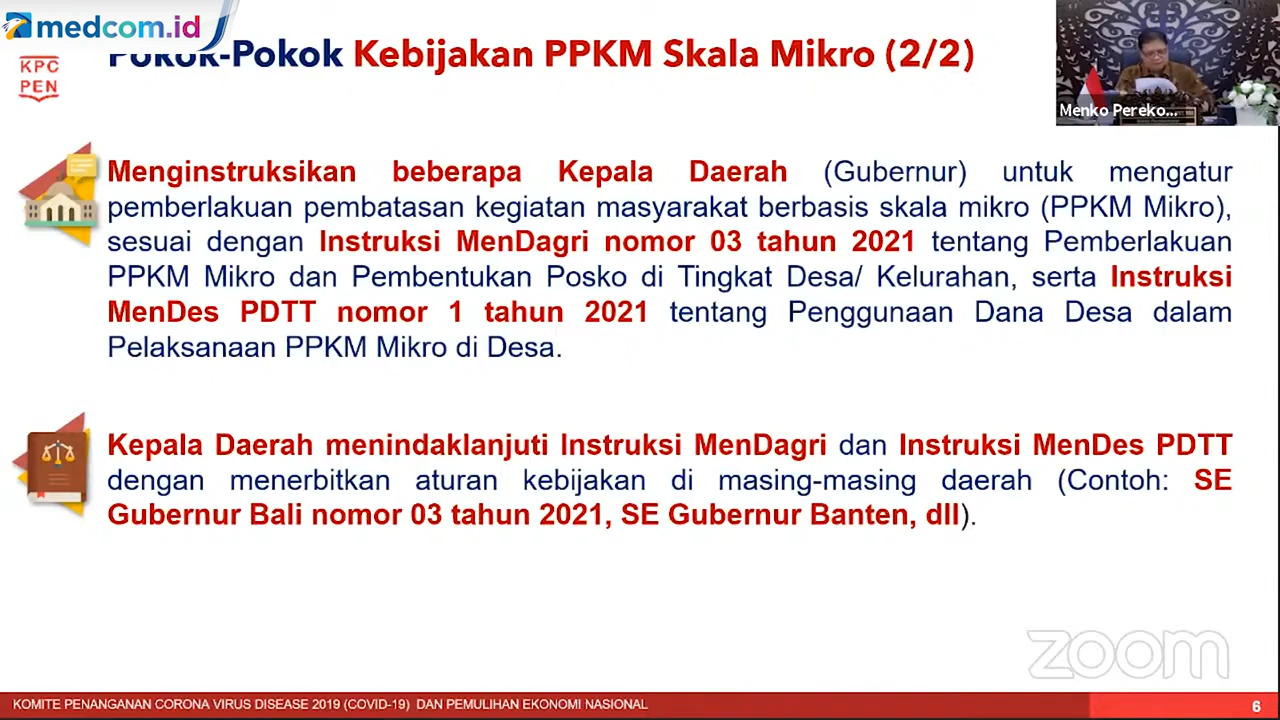 medcom.id
Pokok-Pokok Kebijakan PPKM Skala Mikro (2/2)
KPC
PEN
Menko Pereko...
Menginstruksikan beberapa Kepala Daerah (Gubernur) untuk mengatur
pemberlakuan pembatasan kegiatan masyarakat berbasis skala mikro (PPKM Mikro),
sesuai dengan Instruksi MenDagri nomor 03 tahun 2021 tentang Pemberlakuan
PPKM Mikro dan Pembentukan Posko di Tingkat Desa/ Kelurahan, serta Instruksi
MenDes PDTT nomor 1 tahun 2021 tentang Penggunaan Dana Desa dalam
Pelaksanaan PPKM Mikro di Desa.
Kepala Daerah menindaklanjuti Instruksi MenDagri dan Instruksi MenDes PDTT
dengan menerbitkan aturan kebijakan di masing-masing daerah (Contoh: SE
Gubernur Bali nomor 03 tahun 2021, SE Gubernur Banten, dll).
zoom
KOMITE PENANGANAN CORONA VIRUS DISEASE 2019 (COVID-19) DAN PEMULIHAN EKONOMI NASIONAL
6